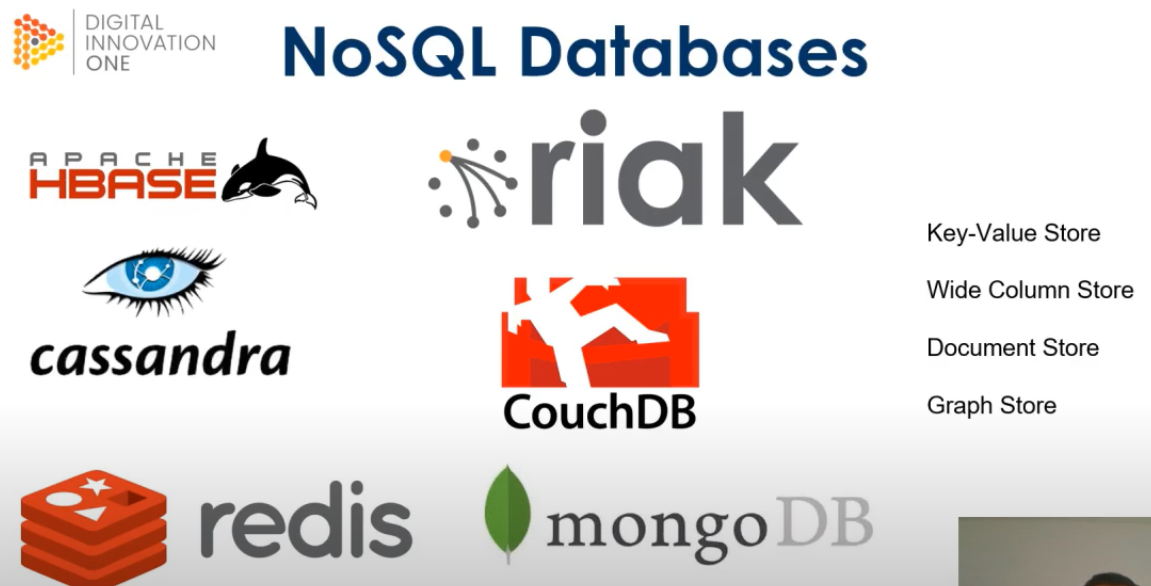 DIGITAL
INNOVATION
ONE
NoSQL Databases
APACHE
HBASE
riak
cassandra
CouchDB
redis
mongoDB
Key-Value Store
Wide Column Store
Document Store
Graph Store